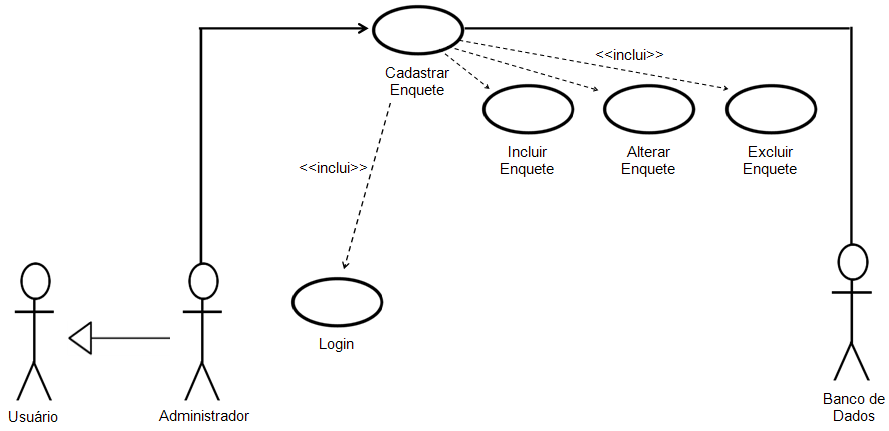 <<inclui>>
Cadastrar
Enquete
Incluir
Enquete
Alterar
Enquete
Excluir
Enquete
<<inclui>>
Login
Usuário
Administrador
Banco de
Dados